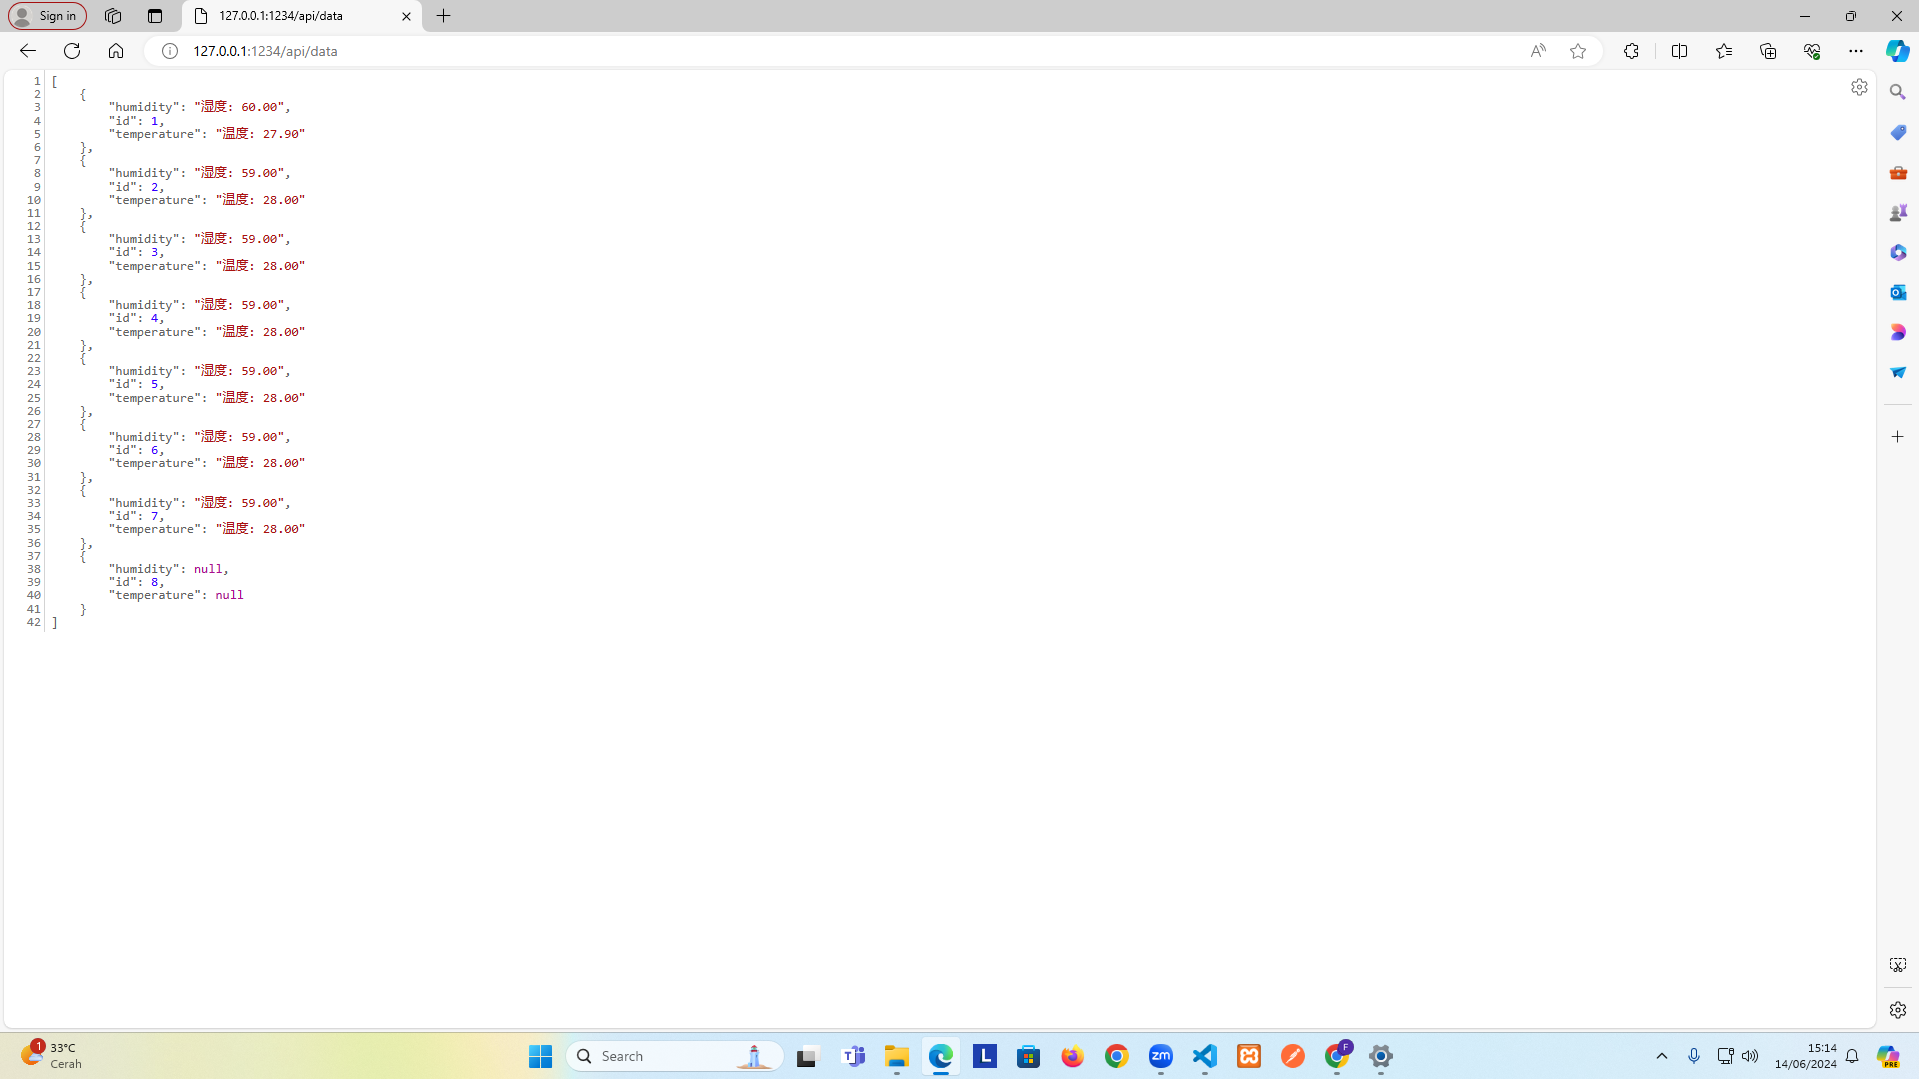 Sign in
127.0.0.1:1234/api/data
127.0.0.1:1234/api/data
1 [
2 {
3 "humidity": "湿度: 60.00",
4 "id": 1,
5 "temperature": "温度: 27.90"
6 },
7 {
8 "humidity": "湿度: 59.00",
9 "id": 2,
10 "temperature": "温度: 28.00"
11 },
12 {
13 "humidity": "湿度: 59.00",
14 "id": 3,
15 "temperature": "温度: 28.00"
16 },
17 {
18 "humidity": "湿度: 59.00",
19 "id": 4,
20 "temperature": "温度: 28.00"
21 },
22 {
23 "humidity": "湿度: 59.00",
24 "id": 5,
25 "temperature": "温度: 28.00"
26 },
27 {
28 "humidity": "湿度: 59.00",
29 "id": 6,
30 "temperature": "温度: 28.00"
31 },
32 {
33 "humidity": "湿度: 59.00",
34 "id": 7,
35 "temperature": "温度: 28.00"
36 },
37 {
38 "humidity": null,
39 "id": 8,
40 "temperature": null
41 }
42 ]
1
33°C
Cerah
Search
L
zm
F
15:14
14/06/2024
PRE